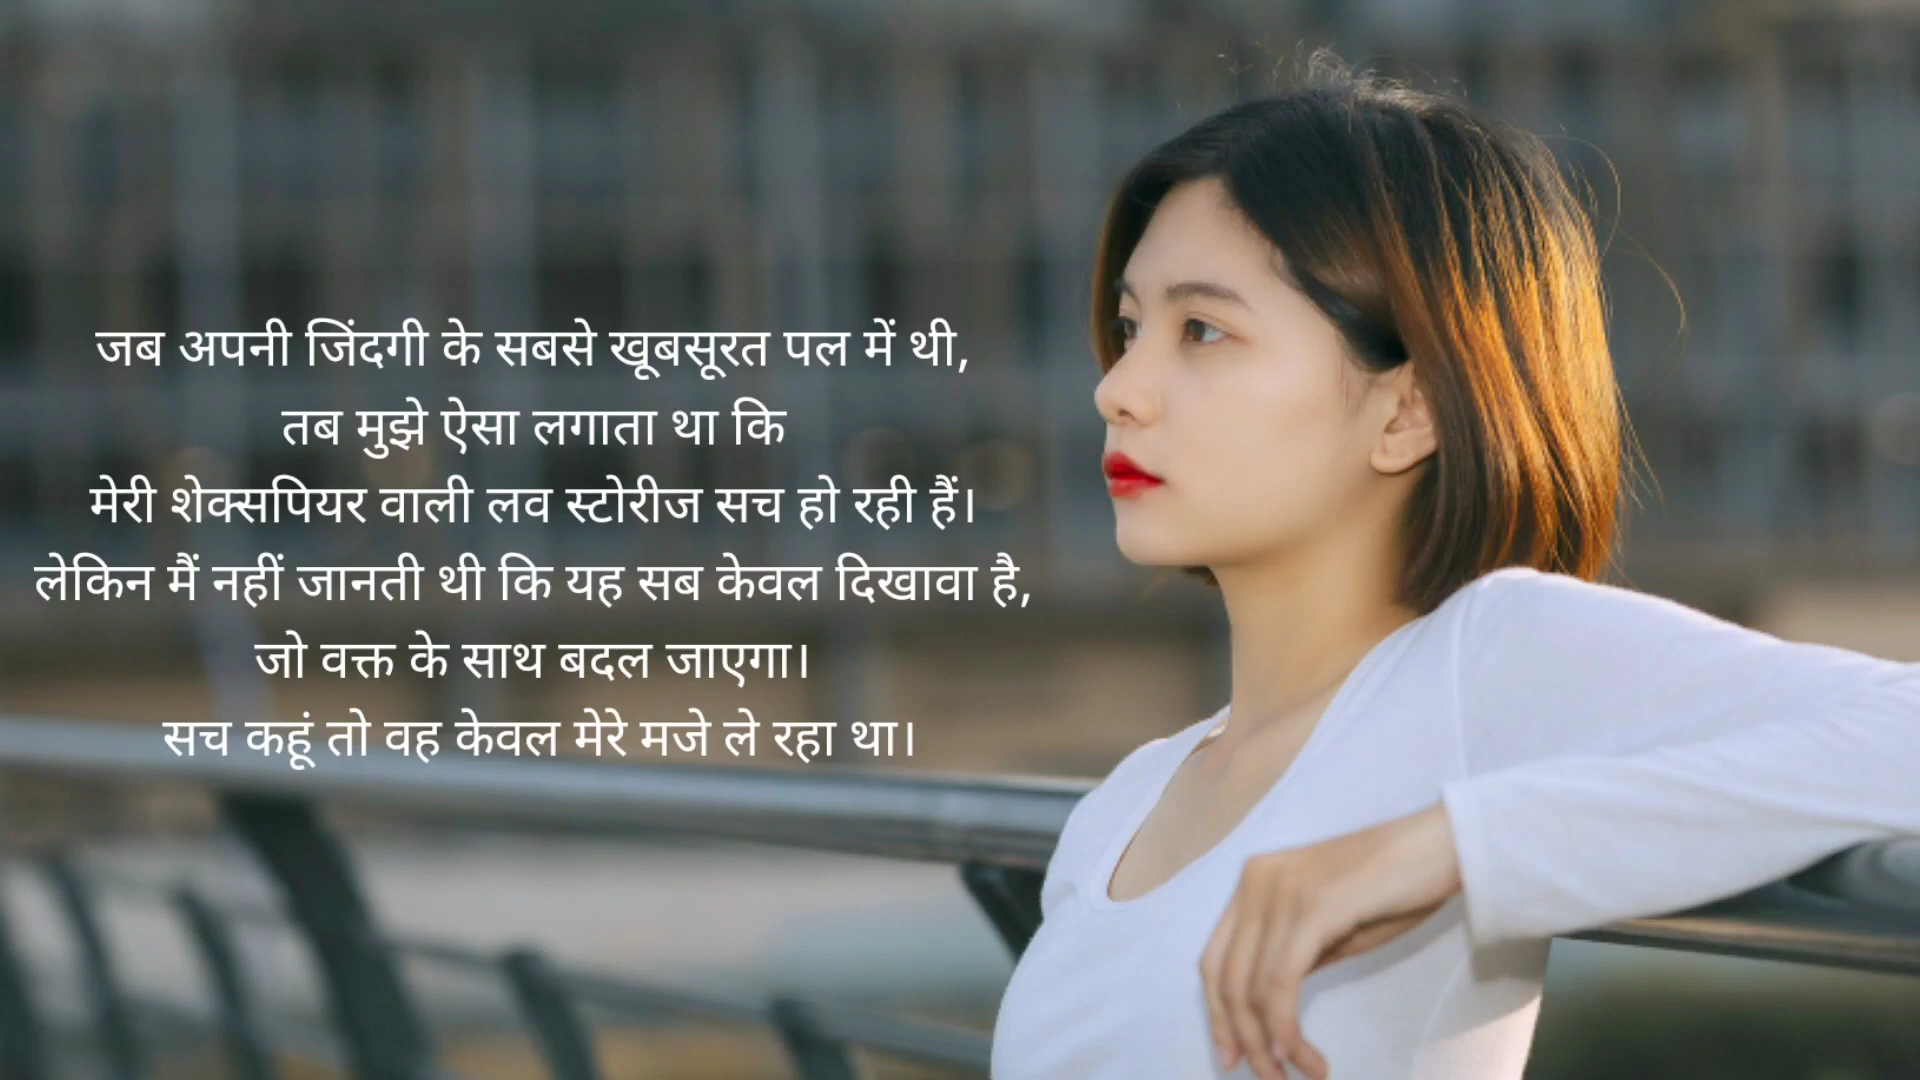 जब अपनी जिंदगी के सबसे खूबसूरत पल में थी,
तब मुझे ऐसा लगाता था कि
मेरी शेक्सपियर वाली लव स्टोरीज सच हो रही हैं।
लेकिन मैं नहीं जानती थी कि यह सब केवल दिखावा है,
जो वक्त के साथ बदल जाएगा।
सच कहूं तो वह केवल मेरे मजे ले रहा था।